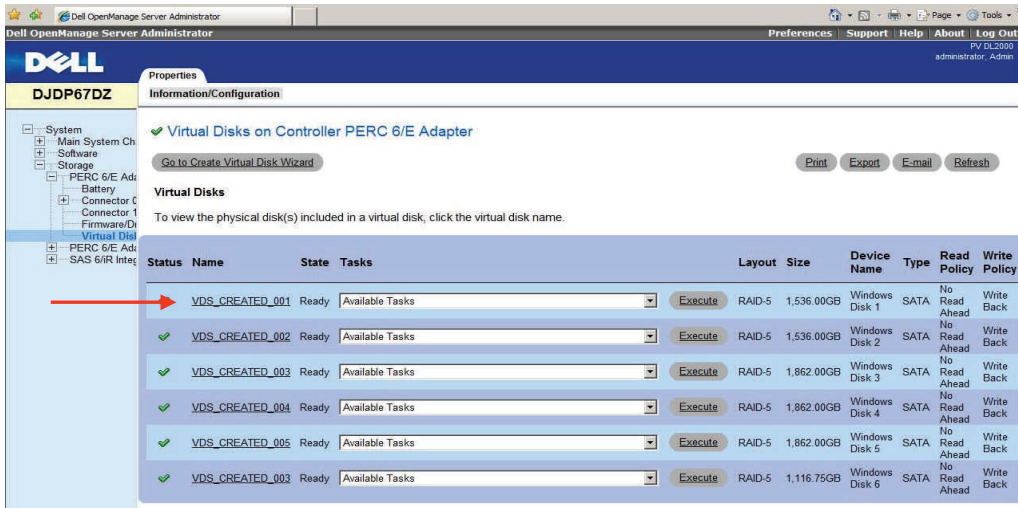 Dell OpenManage Server Administrator
Page
Tools
Dell OpenManage Server Administrator
Preferences Support Help About Log Out
DELL
PV DL2000
administrator, Admin
Properties
DJDP67DZ
Information/Configuration
System
Main System Ch
Software
Storage
PERC 6/E Ada
Battery
Connector 0
Connector 1
Firmware/Dr
Virtual Disk
PERC 6/E Ada
SAS 6/iR Integ
Virtual Disks on Controller PERC 6/E Adapter
Go to Create Virtual Disk Wizard
Print Export E-mail Refresh
Virtual Disks
To view the physical disk(s) included in a virtual disk, click the virtual disk name.
Status Name State Tasks Layout Size Device Name Type Read Policy Write Policy
VDS_CREATED_001 Ready Available Tasks Execute RAID-5 1,536.00GB Windows Disk 1 SATA No Read Ahead Write Back
VDS_CREATED_002 Ready Available Tasks Execute RAID-5 1,536.00GB Windows Disk 2 SATA No Read Ahead Write Back
VDS_CREATED_003 Ready Available Tasks Execute RAID-5 1,862.00GB Windows Disk 3 SATA No Read Ahead Write Back
VDS_CREATED_004 Ready Available Tasks Execute RAID-5 1,862.00GB Windows Disk 4 SATA No Read Ahead Write Back
VDS_CREATED_005 Ready Available Tasks Execute RAID-5 1,862.00GB Windows Disk 5 SATA No Read Ahead Write Back
VDS_CREATED_003 Ready Available Tasks Execute RAID-5 1,116.75GB Windows Disk 6 SATA No Read Ahead Write Back